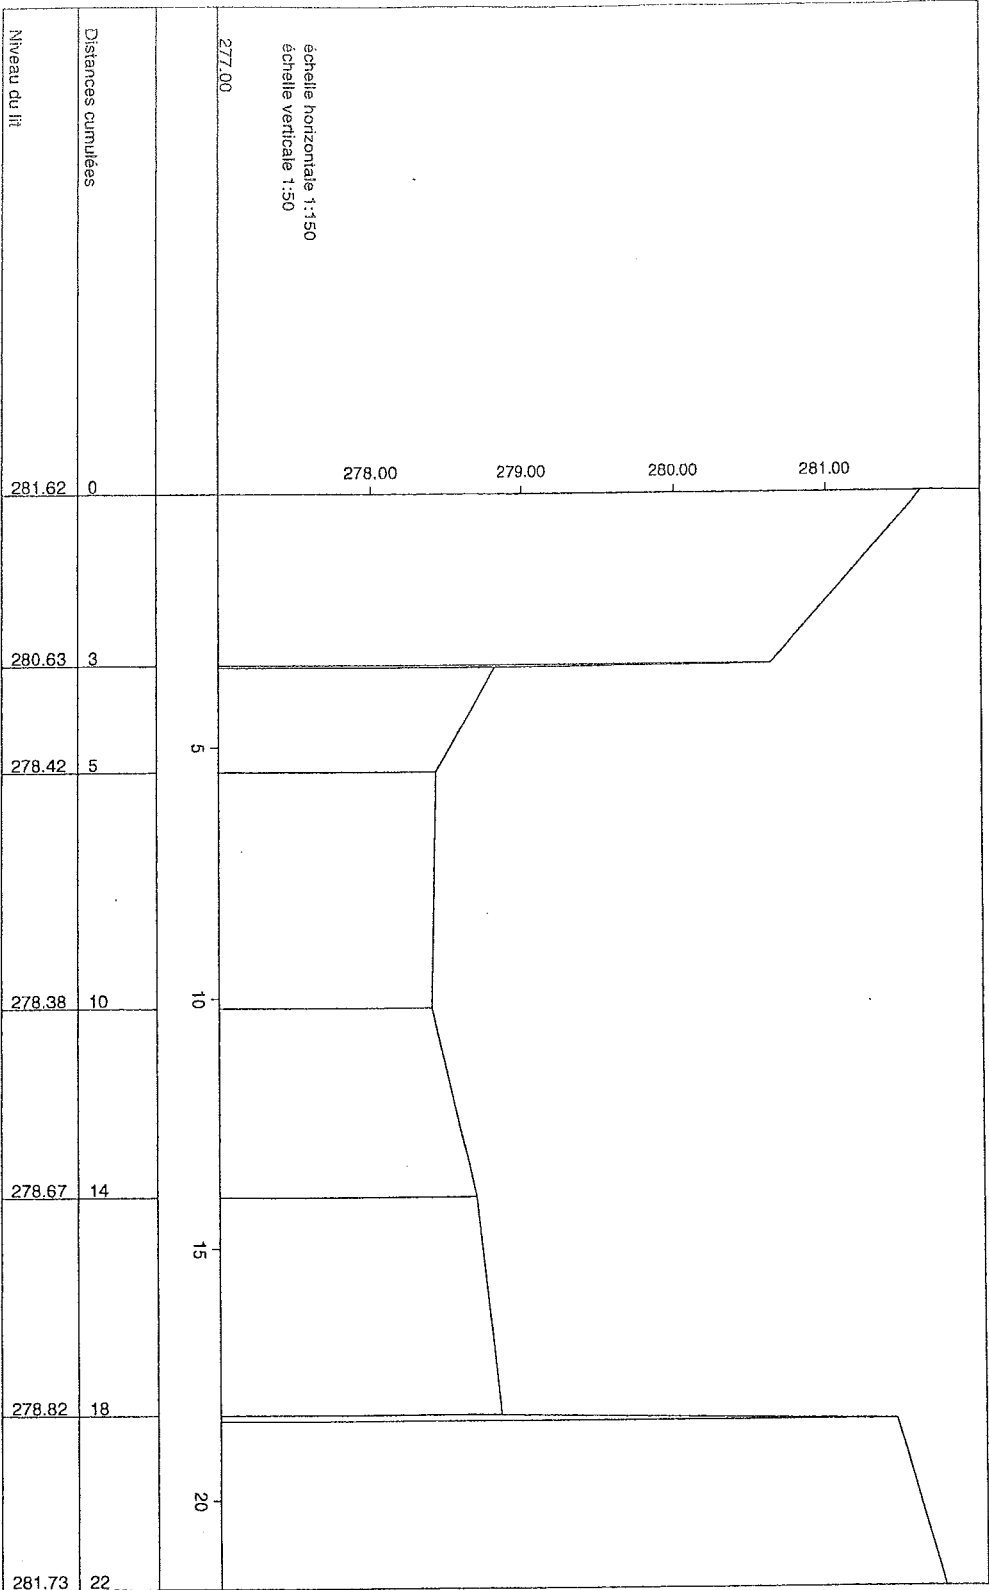 échelle horizontale 1:150
échelle verticale 1:50
277.00
278.00 279.00 280.00 281.00
5 10 15 20
Distances cumulées 0 3 5 10 14 18 22
Niveau du lit 281.62 280.63 278.42 278.38 278.67 278.82 281.73